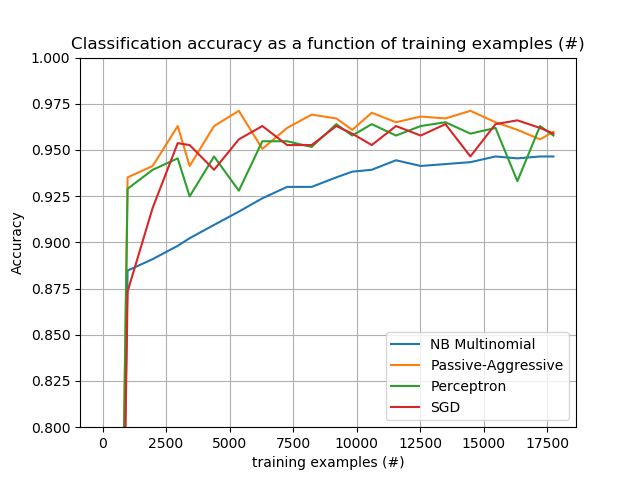 Classification accuracy as a function of training examples (#)
1.000
0.975
0.950
0.925
0.900
0.875
0.850
0.825
0.800
Accuracy
NB Multinomial
Passive-Aggressive
Perceptron
SGD
0 2500 5000 7500 10000 12500 15000 17500
training examples (#)